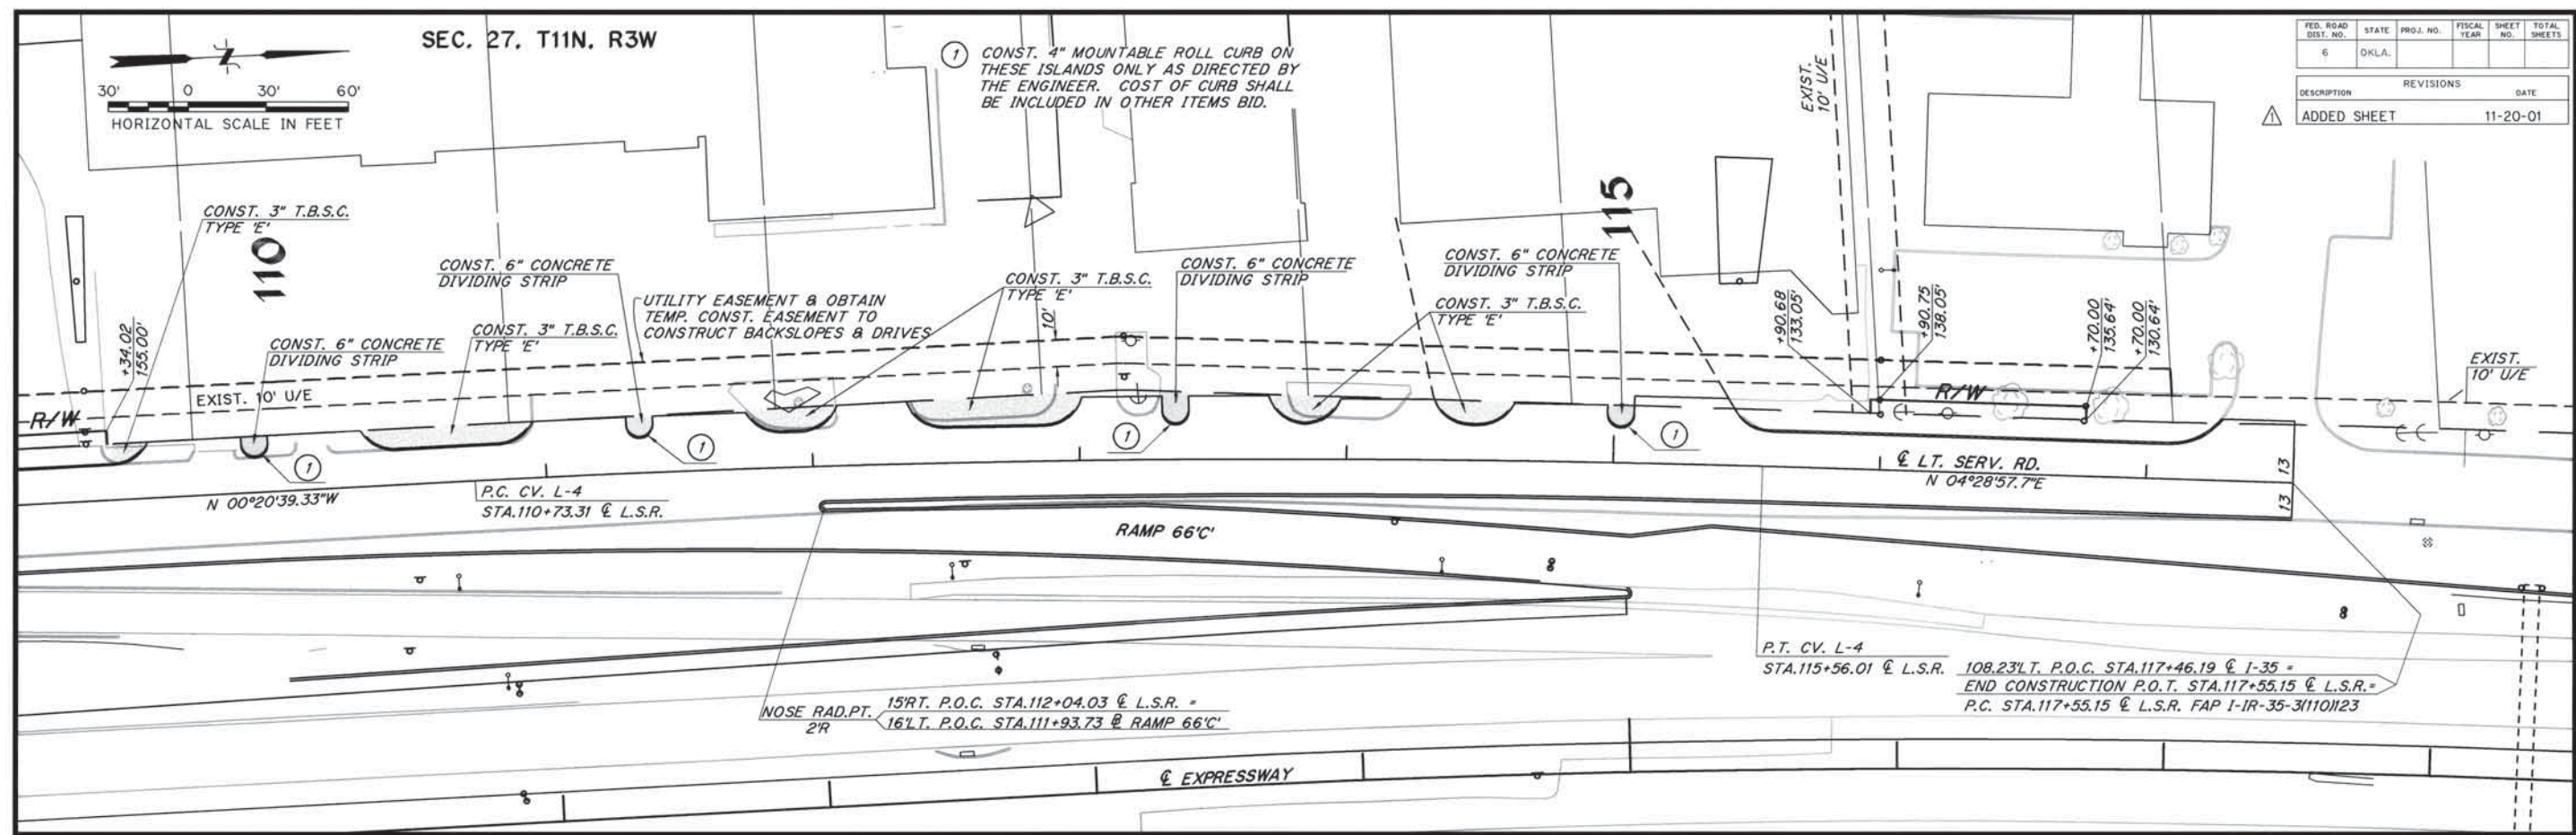 SEC. 27, T11N, R3W
30' 0 30' 60'
HORIZONTAL SCALE IN FEET
1 CONST. 4" MOUNTABLE ROLL CURB ON
THESE ISLANDS ONLY AS DIRECTED BY
THE ENGINEER. COST OF CURB SHALL
BE INCLUDED IN OTHER ITEMS BID.
EXIST.
10' U/E
FED. ROAD DIST. NO. STATE PROJ. NO. FISCAL YEAR SHEET NO. TOTAL SHEETS
6 OKLA.
REVISIONS
DESCRIPTION DATE
1 ADDED SHEET 11-20-01
CONST. 3" T.B.S.C.
TYPE 'E'
110
CONST. 6" CONCRETE
DIVIDING STRIP
UTILITY EASEMENT & OBTAIN
TEMP. CONST. EASEMENT TO
CONSTRUCT BACKSLOPES & DRIVES
CONST. 3" T.B.S.C.
TYPE 'E'
10'
CONST. 6" CONCRETE
DIVIDING STRIP
CONST. 6" CONCRETE
DIVIDING STRIP
115
CONST. 3" T.B.S.C.
TYPE 'E'
+34.02
155.00'
CONST. 6" CONCRETE
DIVIDING STRIP
CONST. 3" T.B.S.C.
TYPE 'E'
+90.68
133.05'
+90.75
138.05'
+70.00
135.64'
+70.00
130.64'
EXIST.
10' U/E
R/W
EXIST. 10' U/E
R/W
1
1
1
1
N 00°20'39.33"W
P.C. CV. L-4
STA.110+73.31 ℄ L.S.R.
℄ LT. SERV. RD.
N 04°28'57.7"E
13
13
RAMP 66'C'
P.T. CV. L-4
STA.115+56.01 ℄ L.S.R.
108.23'LT. P.O.C. STA.117+46.19 ℄ I-35 =
END CONSTRUCTION P.O.T. STA.117+55.15 ℄ L.S.R.=
P.C. STA.117+55.15 ℄ L.S.R. FAP I-IR-35-3(110)123
NOSE RAD.PT.
2'R
15'RT. P.O.C. STA.112+04.03 ℄ L.S.R. =
16'LT. P.O.C. STA.111+93.73 ⅊ RAMP 66'C'
℄ EXPRESSWAY